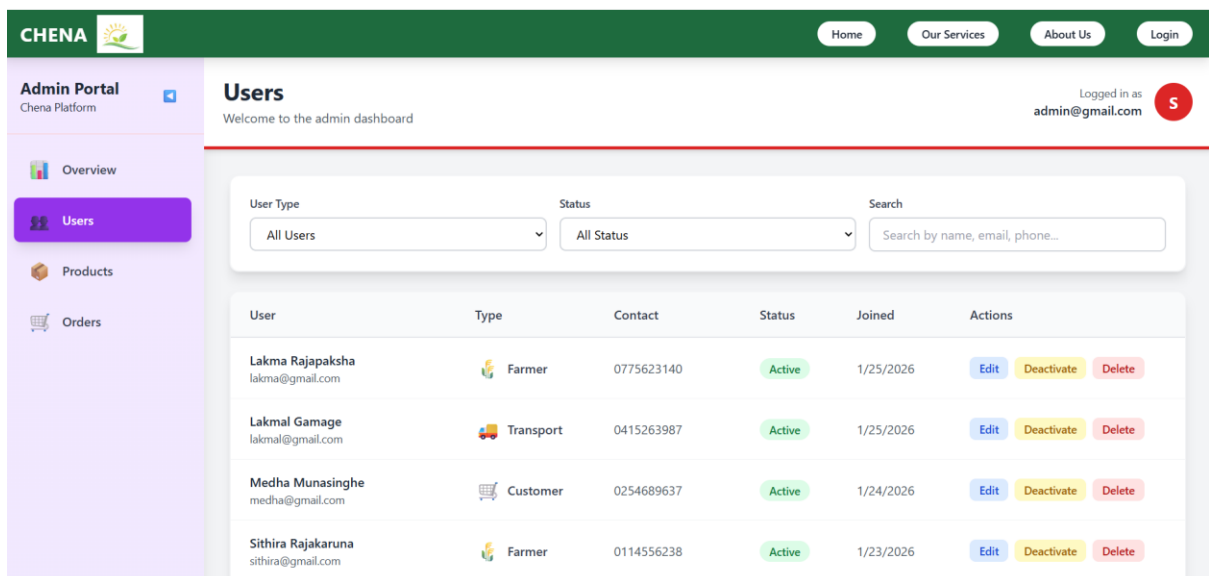 CHENA
Home Our Services About Us Login
Admin Portal
Chena Platform
Overview
Users
Products
Orders
Users
Welcome to the admin dashboard
Logged in as
admin@gmail.com
S
User Type Status Search
All Users All Status Search by name, email, phone...
User Type Contact Status Joined Actions
Lakma Rajapaksha
lakma@gmail.com
Farmer 0775623140 Active 1/25/2026 Edit Deactivate Delete
Lakmal Gamage
lakmal@gmail.com
Transport 0415263987 Active 1/25/2026 Edit Deactivate Delete
Medha Munasinghe
medha@gmail.com
Customer 0254689637 Active 1/24/2026 Edit Deactivate Delete
Sithira Rajakaruna
sithira@gmail.com
Farmer 0114556238 Active 1/23/2026 Edit Deactivate Delete